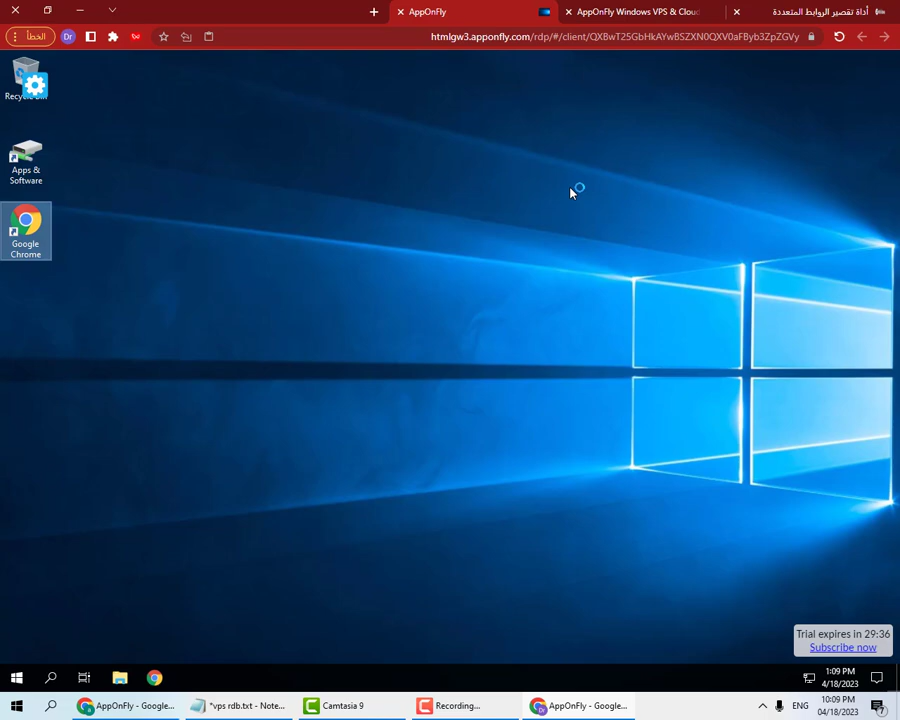 AppOnFly
AppOnFly Windows VPS & Cloud
أداة تقصير الروابط المتعددة
الخطأ
Dr
htmlgw3.apponfly.com/rdp/#/client/QXBwT25GbHkAYwBSZXN0QXV0aFByb3ZpZGVy
Apps &
Software
Google
Chrome
Trial expires in 29:36
Subscribe now
1:09 PM
4/18/2023
AppOnFly - Google...
*vps rdb.txt - Note...
Camtasia 9
Recording...
AppOnFly - Google...
ENG
10:09 PM
04/18/2023
7